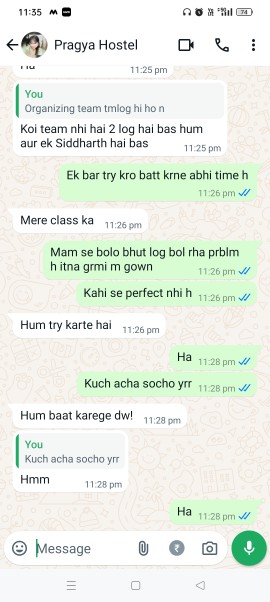 11:35
74
Pragya Hostel
11:25 pm
You
Organizing team tmlog hi ho n
Koi team nhi hai 2 log hai bas hum
aur ek Siddharth hai bas
11:25 pm
Ek bar try kro batt krne abhi time h
11:26 pm
Mere class ka
11:26 pm
Mam se bolo bhut log bol rha prblm
h itna grmi m gown
11:26 pm
Kahi se perfect nhi h
11:26 pm
Hum try karte hai
11:26 pm
Ha
11:28 pm
Kuch acha socho yrr
11:28 pm
Hum baat karege dw!
11:28 pm
You
Kuch acha socho yrr
Hmm
11:28 pm
Ha
11:28 pm
Message